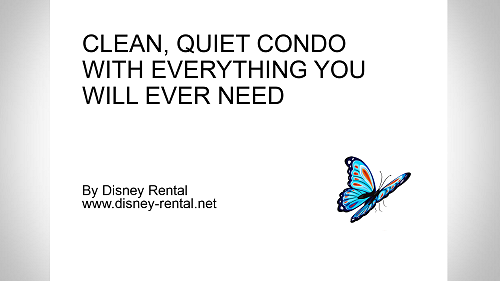 CLEAN, QUIET CONDO
WITH EVERYTHING YOU
WILL EVER NEED
By Disney Rental
www.disney-rental.net